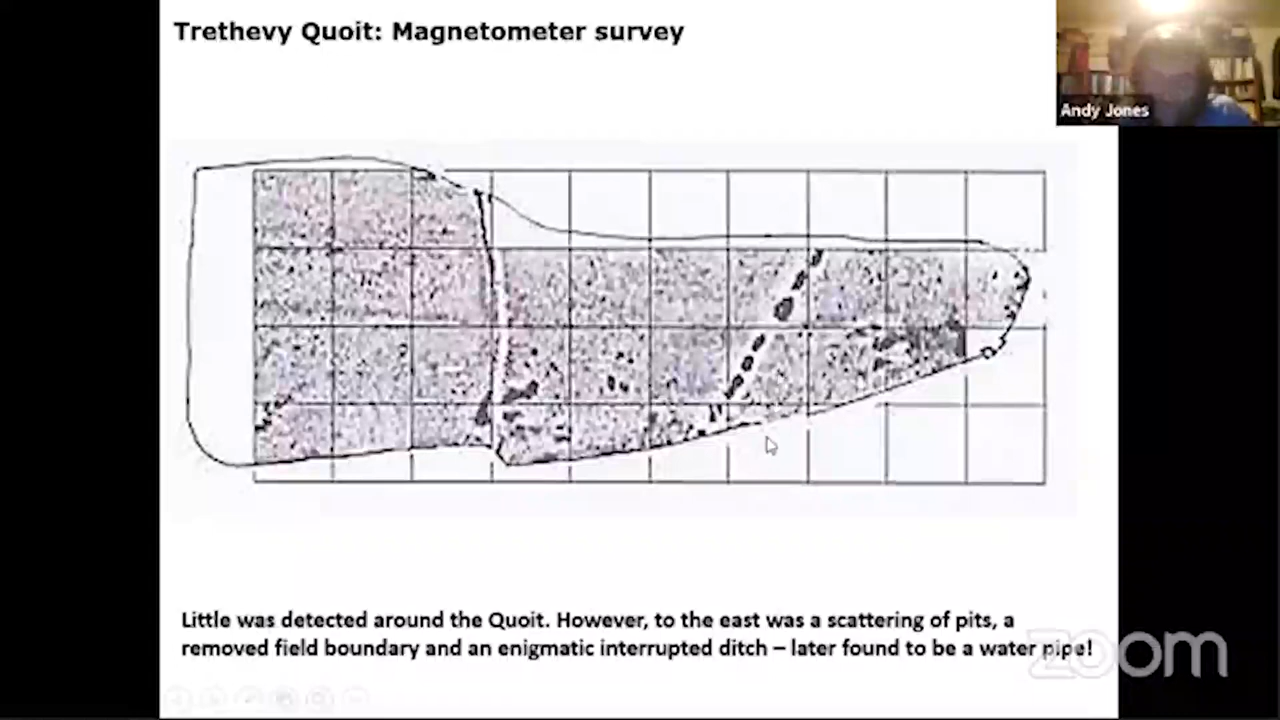 Trethevy Quoit: Magnetometer survey
Andy Jones
Little was detected around the Quoit. However, to the east was a scattering of pits, a
removed field boundary and an enigmatic interrupted ditch – later found to be a water pipe!
zoom